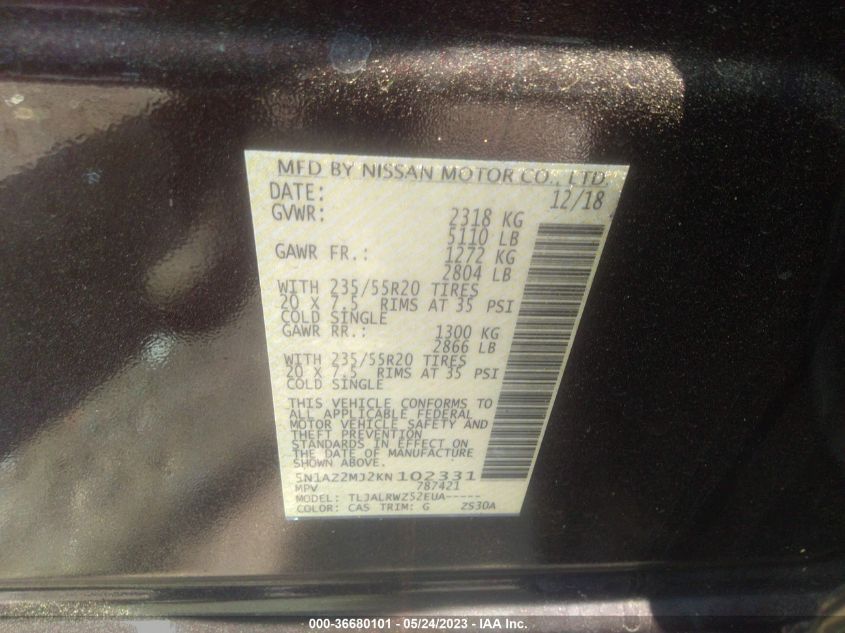 MFD BY NISSAN MOTOR CO., LTD.
DATE: 12/18
GVWR: 2318 KG
5110 LB
GAWR FR.: 1272 KG
2804 LB
WITH 235/55R20 TIRES
20 X 7.5 RIMS AT 35 PSI
COLD SINGLE
GAWR RR.: 1300 KG
2866 LB
WITH 235/55R20 TIRES
20 X 7.5 RIMS AT 35 PSI
COLD SINGLE
THIS VEHICLE CONFORMS TO
ALL APPLICABLE FEDERAL
MOTOR VEHICLE SAFETY AND
THEFT PREVENTION
STANDARDS IN EFFECT ON
THE DATE OF MANUFACTURE
SHOWN ABOVE
5N1AZ2MJ2KN102331
MPV 787421
MODEL: TLJALRWZ52EUA-----
COLOR: CAS TRIM: G ZS30A
000-36680101 - 05/24/2023 - IAA Inc.